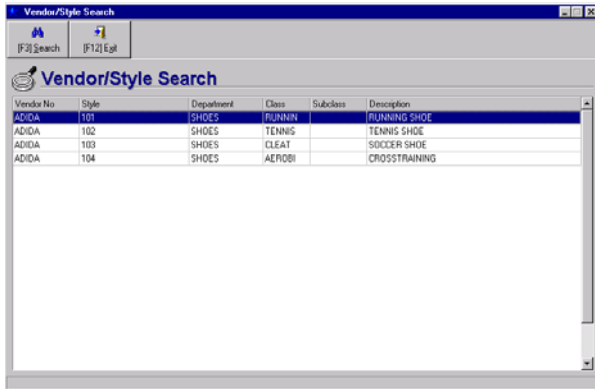 Vendor/Style Search
[F3] Search [F12] Exit
Vendor/Style Search
Vendor No Style Department Class Subclass Description
ADIDA 101 SHOES RUNNIN RUNNING SHOE
ADIDA 102 SHOES TENNIS TENNIS SHOE
ADIDA 103 SHOES CLEAT SOCCER SHOE
ADIDA 104 SHOES AEROBI CROSSTRAINING